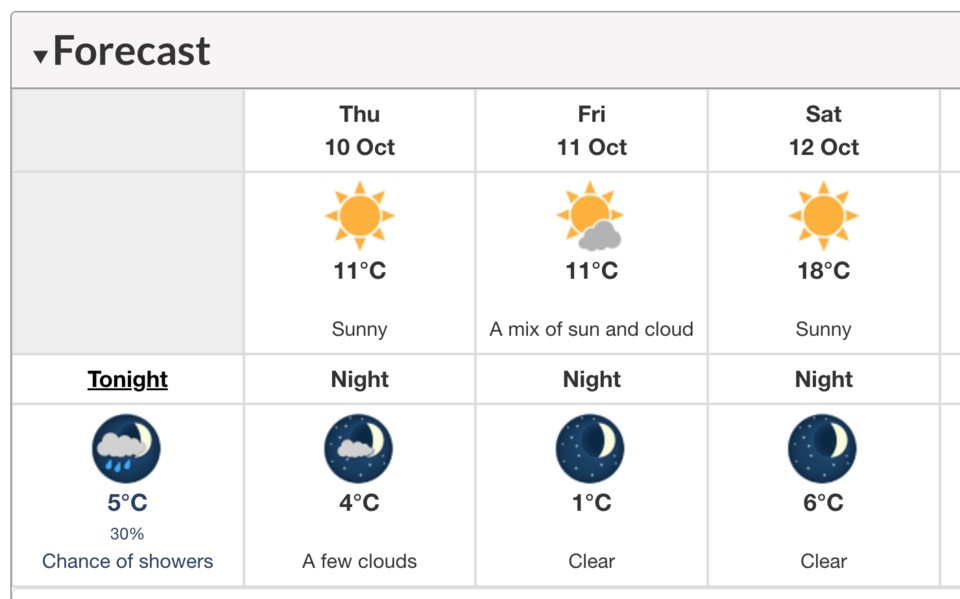 ▼Forecast
Thu
10 Oct
Fri
11 Oct
Sat
12 Oct
11°C
Sunny
11°C
A mix of sun and cloud
18°C
Sunny
Tonight
Night
Night
Night
5°C
30%
Chance of showers
4°C
A few clouds
1°C
Clear
6°C
Clear